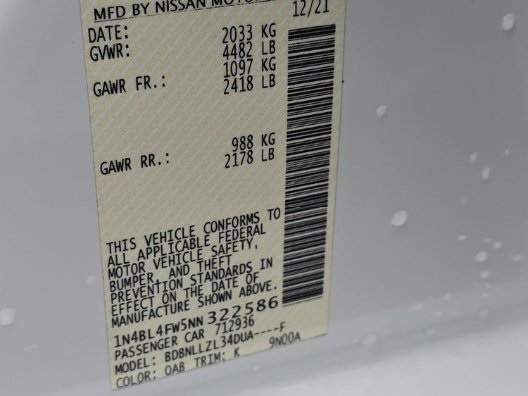 MFD BY NISSAN MOTOR
DATE: 12/21
GVWR: 2033 KG
4482 LB
GAWR FR.: 1097 KG
2418 LB
GAWR RR.: 988 KG
2178 LB
THIS VEHICLE CONFORMS TO
ALL APPLICABLE FEDERAL
MOTOR VEHICLE SAFETY,
BUMPER, AND THEFT
PREVENTION STANDARDS IN
EFFECT ON THE DATE OF
MANUFACTURE SHOWN ABOVE.
1N4BL4FW5NN322586
PASSENGER CAR 712936
MODEL: BDBNLLZL34DUA----F
COLOR: QAB TRIM: K 9N00A